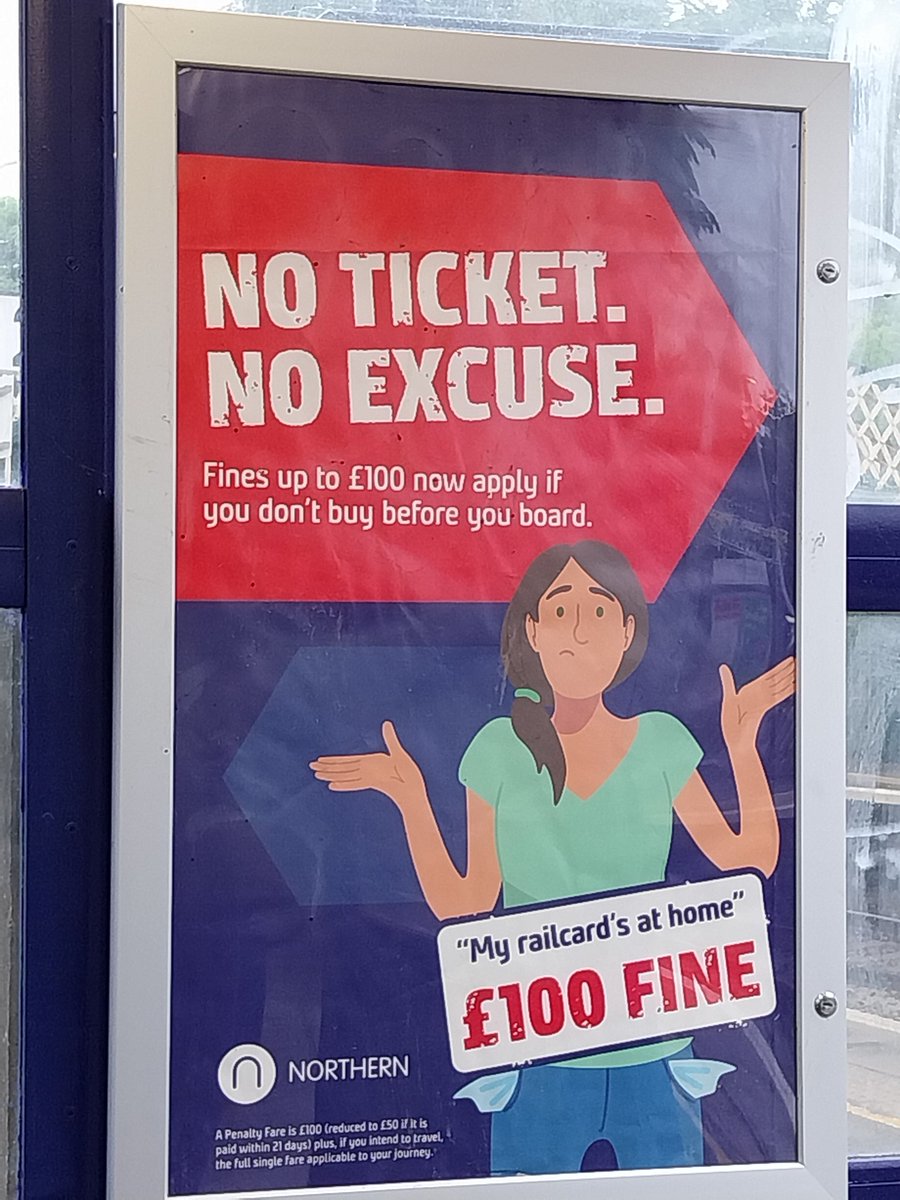 NO TICKET.
NO EXCUSE.
Fines up to £100 now apply if
you don't buy before you board.
"My railcard's at home"
£100 FINE
NORTHERN
A Penalty Fare is £100 (reduced to £50 if it is
paid within 21 days) plus, if you intend to travel,
the full single fare applicable to your journey.